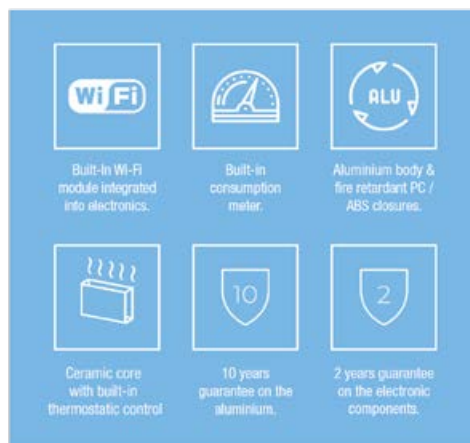 WiFi
Built-In Wi-Fi
module integrated
into electronics.
Built-in
consumption
meter.
ALU
Aluminium body &
fire retardant PC /
ABS closures.
Ceramic core
with built-in
thermostatic control
10
10 years
guarantee on the
aluminium.
2
2 years guarantee
on the electronic
components.